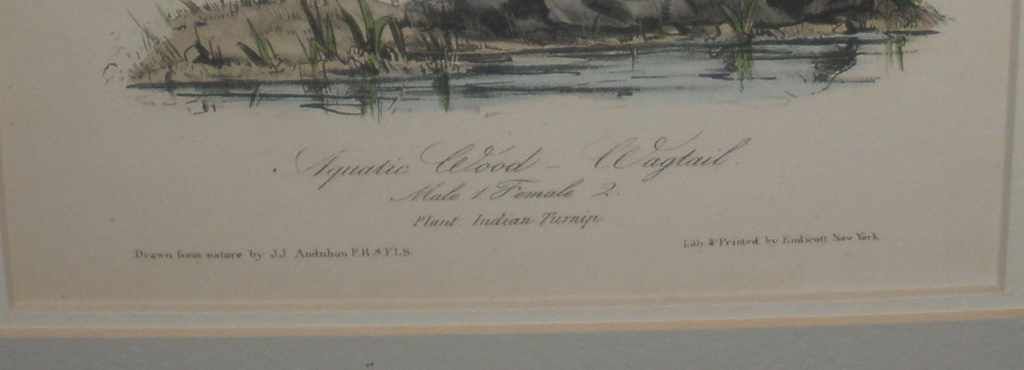 Aquatic Wood - Wagtail.
Male 1. Female 2.
Plant Indian Turnip
Drawn from nature by J.J. Audubon F.R.S.F.L.S.
Lith. & Printed by Endicott New York